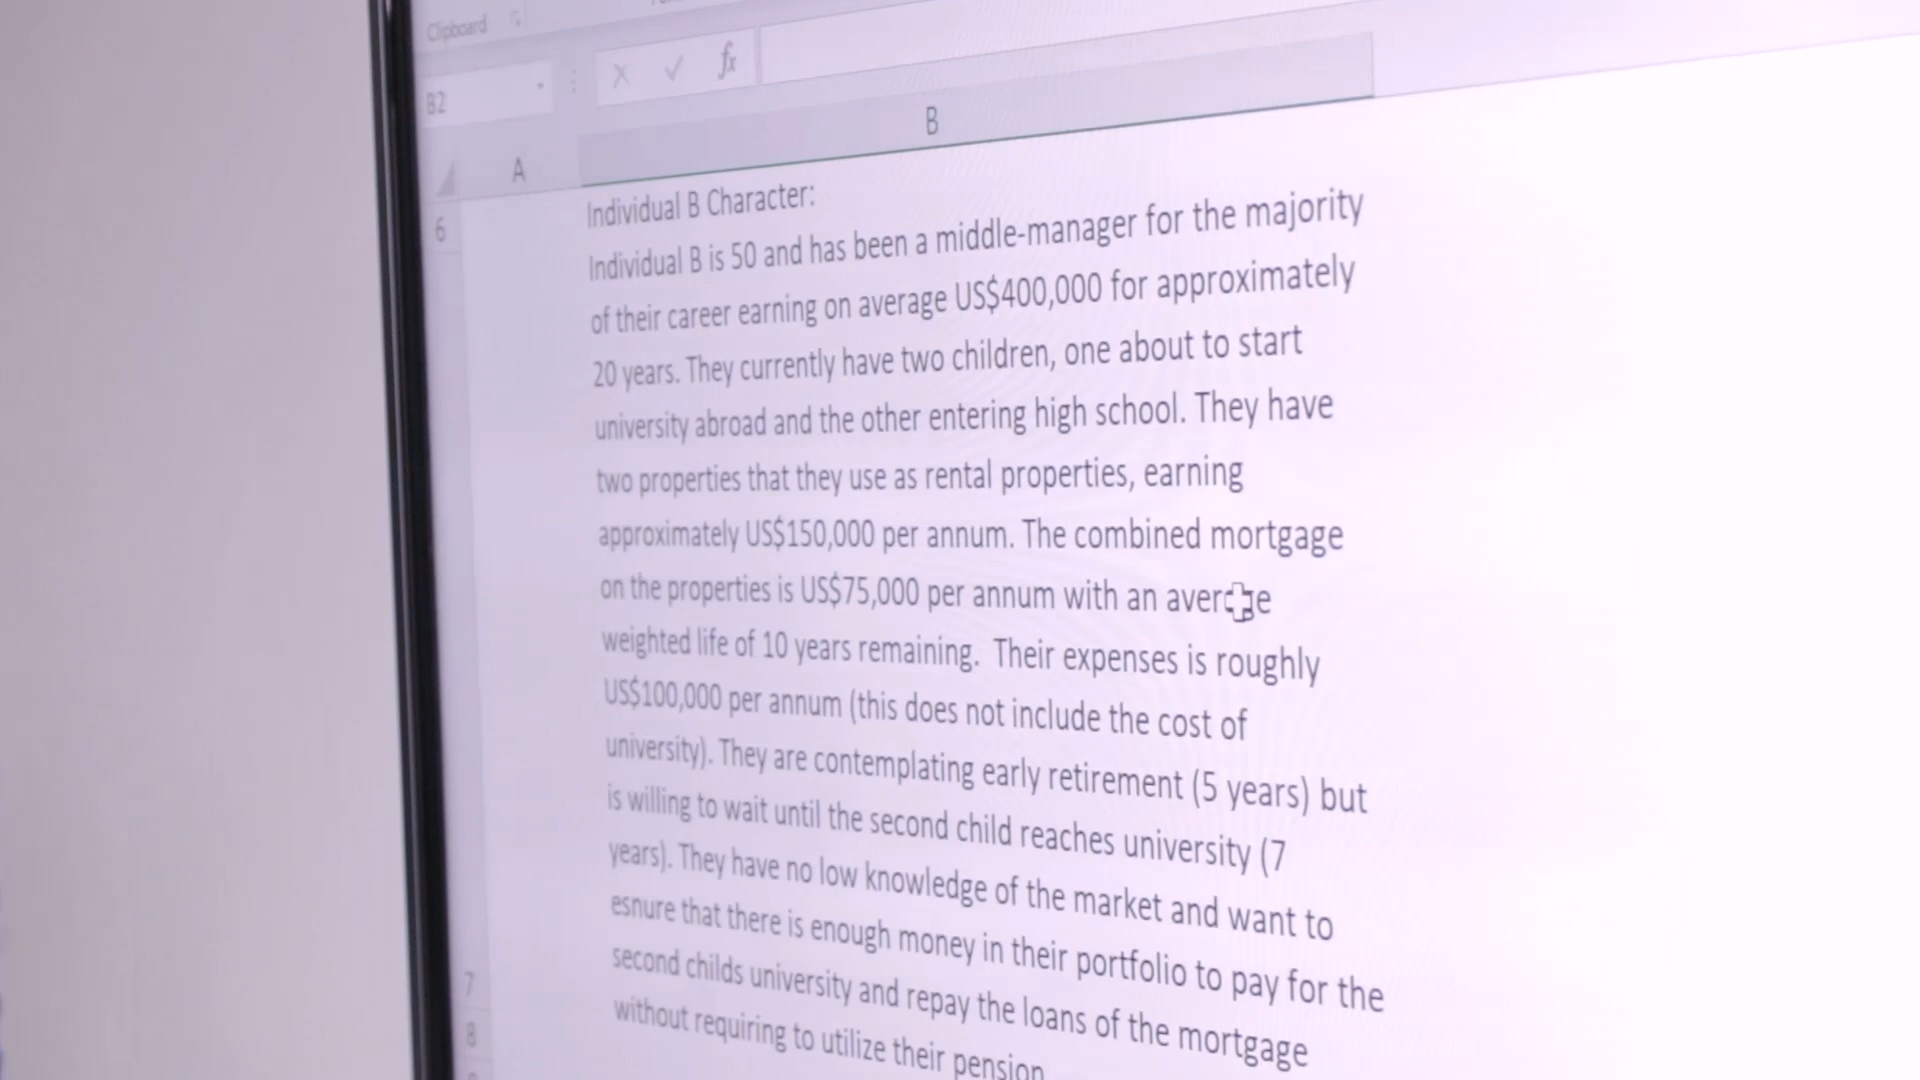 Clipboard
B2
fx
A
B
6
Individual B Character:
Individual B is 50 and has been a middle-manager for the majority
of their career earning on average US$400,000 for approximately
20 years. They currently have two children, one about to start
university abroad and the other entering high school. They have
two properties that they use as rental properties, earning
approximately US$150,000 per annum. The combined mortgage
on the properties is US$75,000 per annum with an average
weighted life of 10 years remaining.  Their expenses is roughly
US$100,000 per annum (this does not include the cost of
university). They are contemplating early retirement (5 years) but
is willing to wait until the second child reaches university (7
years). They have no low knowledge of the market and want to
esnure that there is enough money in their portfolio to pay for the
second childs university and repay the loans of the mortgage
without requiring to utilize their pension
7
8